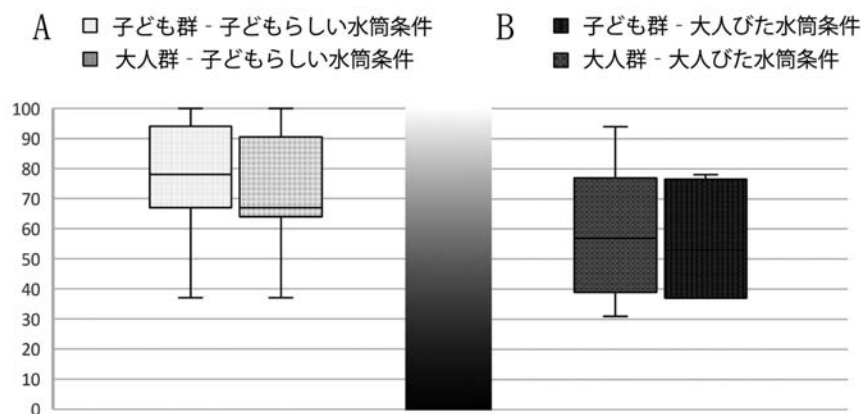 A
□ 子ども群 - 子どもらしい水筒条件
■ 大人群 - 子どもらしい水筒条件
B
■ 子ども群 - 大人びた水筒条件
■ 大人群 - 大人びた水筒条件
100
90
80
70
60
50
40
30
20
10
0